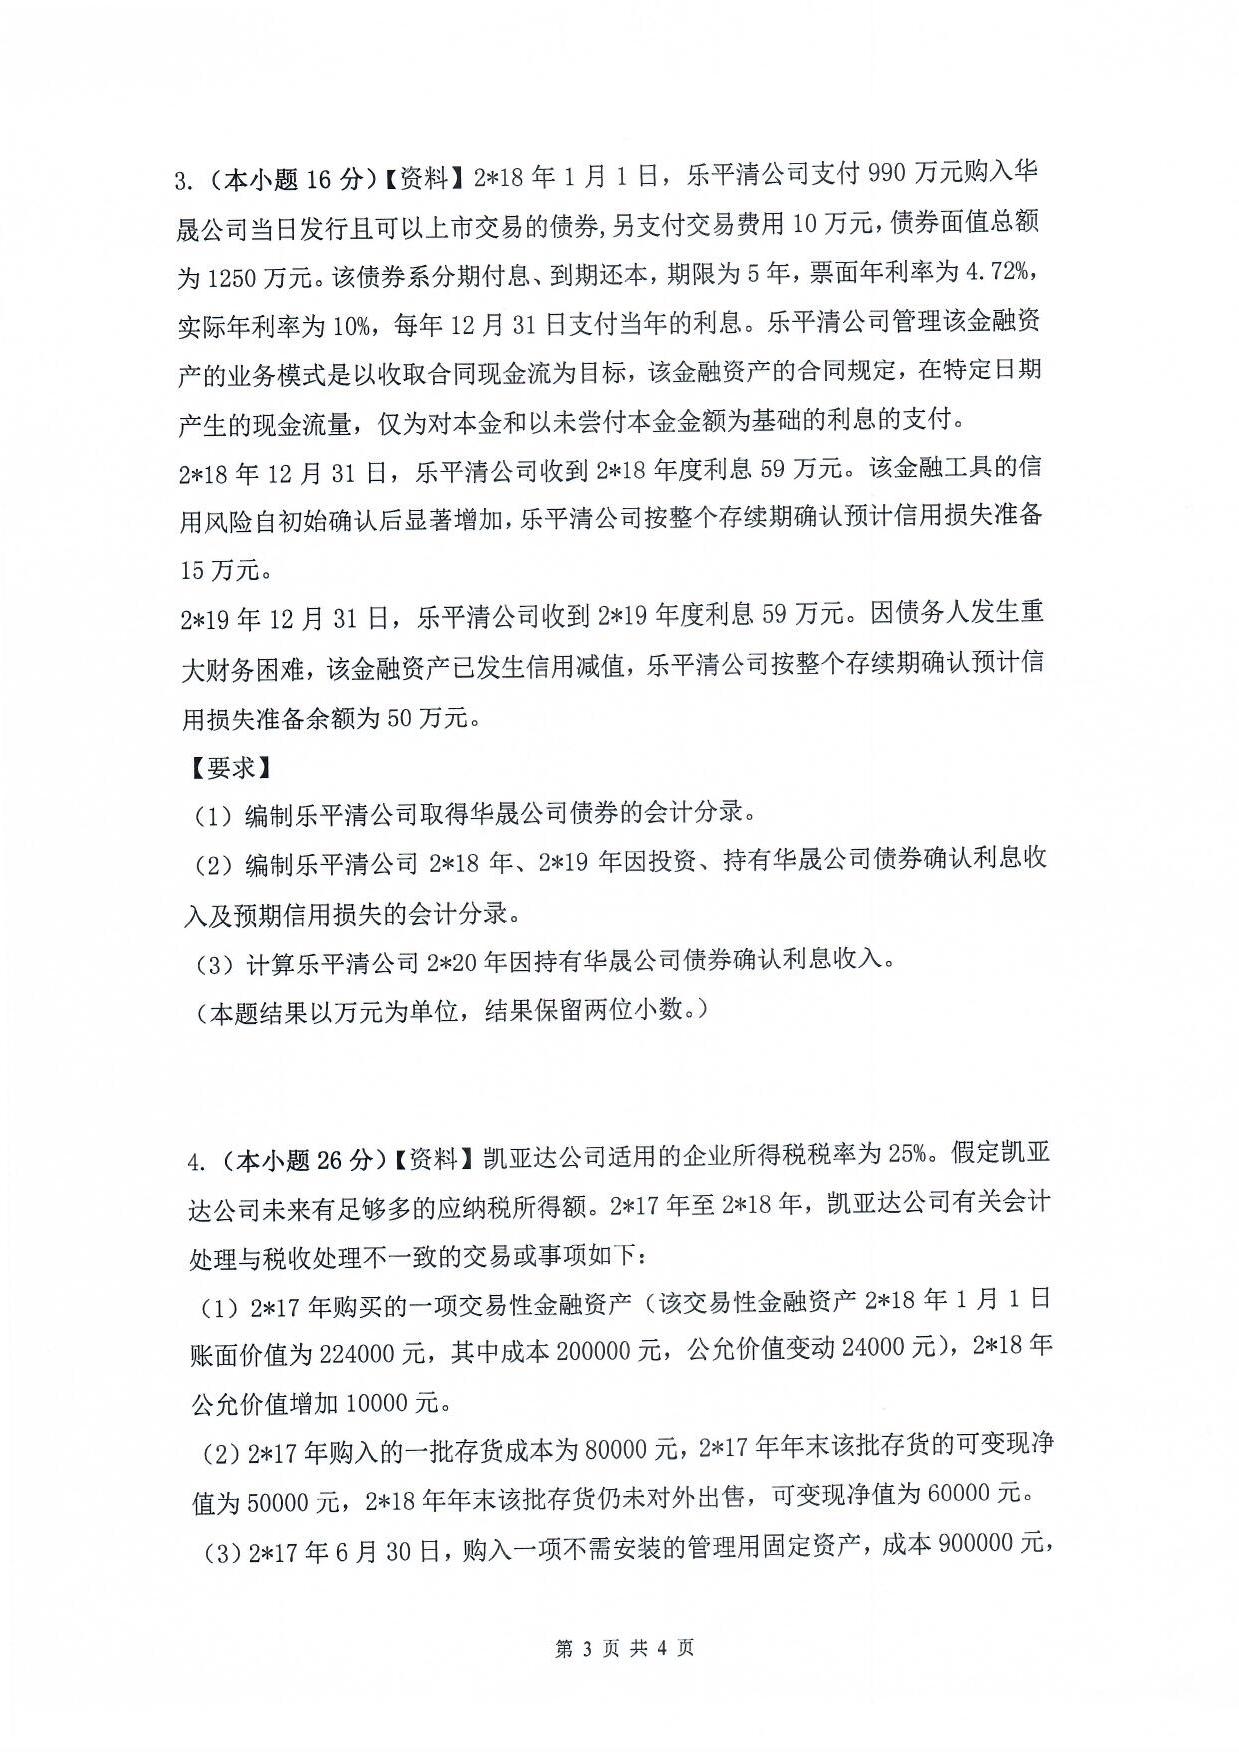 3.（本小题 16 分）【资料】2*18 年 1 月 1 日，乐平清公司支付 990 万元购入华
晟公司当日发行且可以上市交易的债券,另支付交易费用 10 万元,债券面值总额
为 1250 万元。该债券系分期付息、到期还本，期限为 5 年，票面年利率为 4.72%，
实际年利率为 10%，每年 12 月 31 日支付当年的利息。乐平清公司管理该金融资
产的业务模式是以收取合同现金流为目标，该金融资产的合同规定，在特定日期
产生的现金流量，仅为对本金和以未尝付本金金额为基础的利息的支付。
2*18 年 12 月 31 日，乐平清公司收到 2*18 年度利息 59 万元。该金融工具的信
用风险自初始确认后显著增加，乐平清公司按整个存续期确认预计信用损失准备
15 万元。
2*19 年 12 月 31 日，乐平清公司收到 2*19 年度利息 59 万元。因债务人发生重
大财务困难，该金融资产已发生信用减值，乐平清公司按整个存续期确认预计信
用损失准备余额为 50 万元。
【要求】
（1）编制乐平清公司取得华晟公司债券的会计分录。
（2）编制乐平清公司 2*18 年、2*19 年因投资、持有华晟公司债券确认利息收
入及预期信用损失的会计分录。
（3）计算乐平清公司 2*20 年因持有华晟公司债券确认利息收入。
（本题结果以万元为单位，结果保留两位小数。）
4.（本小题 26 分）【资料】凯亚达公司适用的企业所得税税率为 25%。假定凯亚
达公司未来有足够多的应纳税所得额。2*17 年至 2*18 年，凯亚达公司有关会计
处理与税收处理不一致的交易或事项如下：
（1）2*17 年购买的一项交易性金融资产（该交易性金融资产 2*18 年 1 月 1 日
账面价值为 224000 元，其中成本 200000 元，公允价值变动 24000 元），2*18 年
公允价值增加 10000 元。
（2）2*17 年购入的一批存货成本为 80000 元，2*17 年年末该批存货的可变现净
值为 50000 元，2*18 年年末该批存货仍未对外出售，可变现净值为 60000 元。
（3）2*17 年 6 月 30 日，购入一项不需安装的管理用固定资产，成本 900000 元，
第 3 页 共 4 页